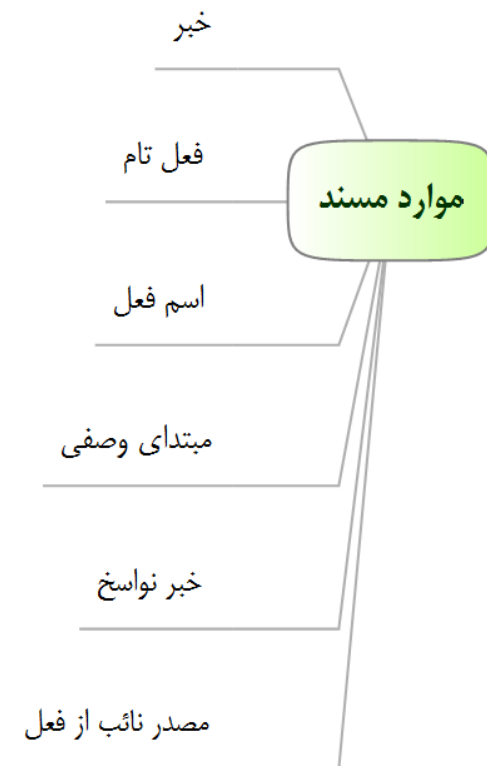 خبر
فعل تام
موارد مسند
اسم فعل
مبتدای وصفی
خبر نواسخ
مصدر نائب از فعل